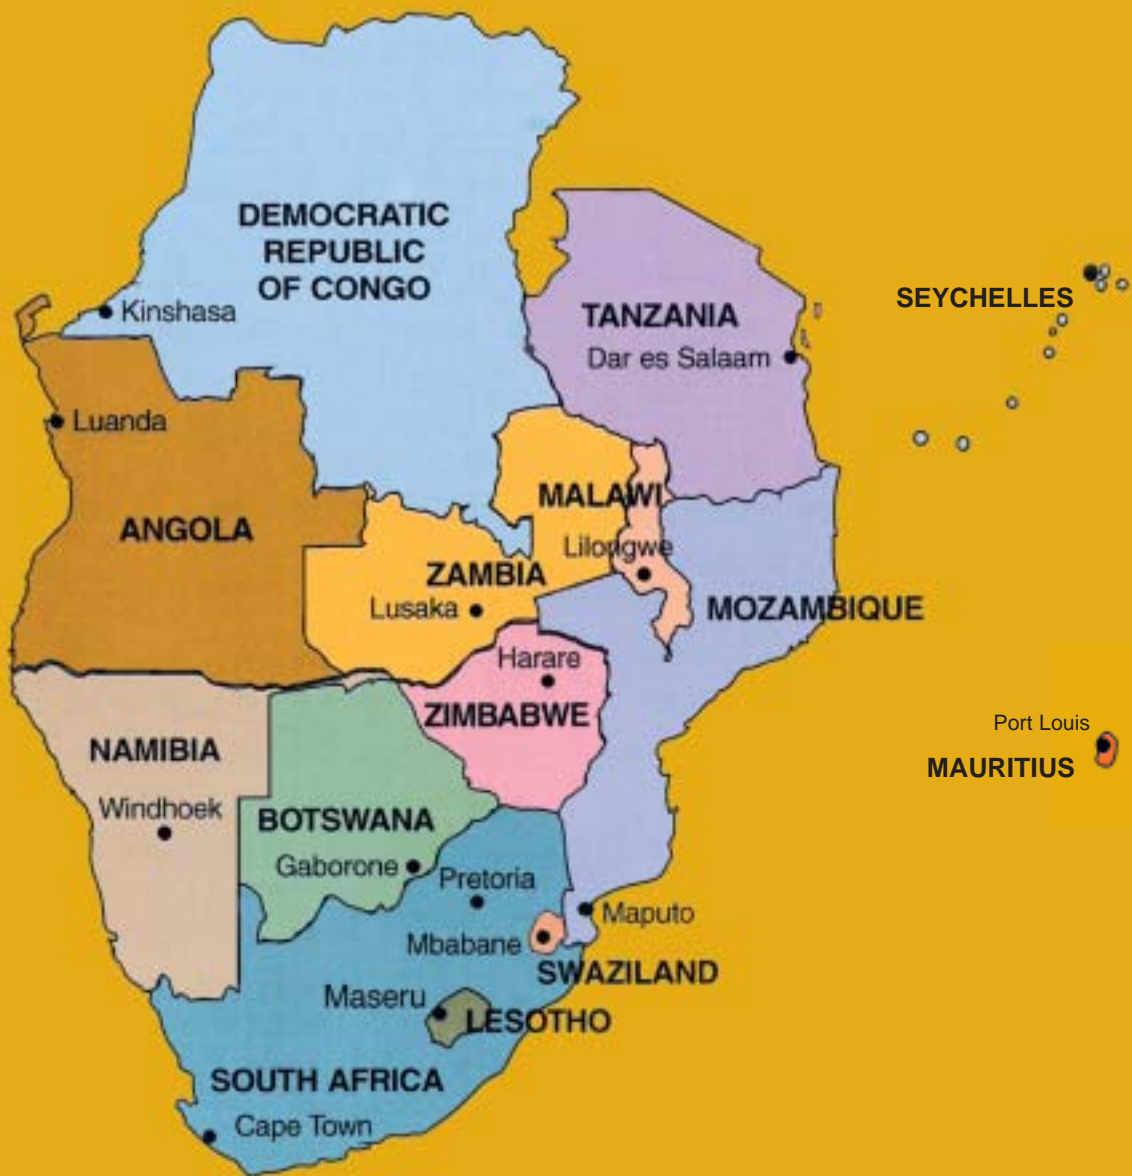 DEMOCRATIC
REPUBLIC
OF CONGO
Kinshasa
SEYCHELLES
TANZANIA
Dar es Salaam
Luanda
ANGOLA
MALAWI
Lilongwe
ZAMBIA
Lusaka
MOZAMBIQUE
Harare
ZIMBABWE
NAMIBIA
Windhoek
Port Louis
MAURITIUS
BOTSWANA
Gaborone
Pretoria
Maputo
Mbabane
SWAZILAND
Maseru
LESOTHO
SOUTH AFRICA
Cape Town